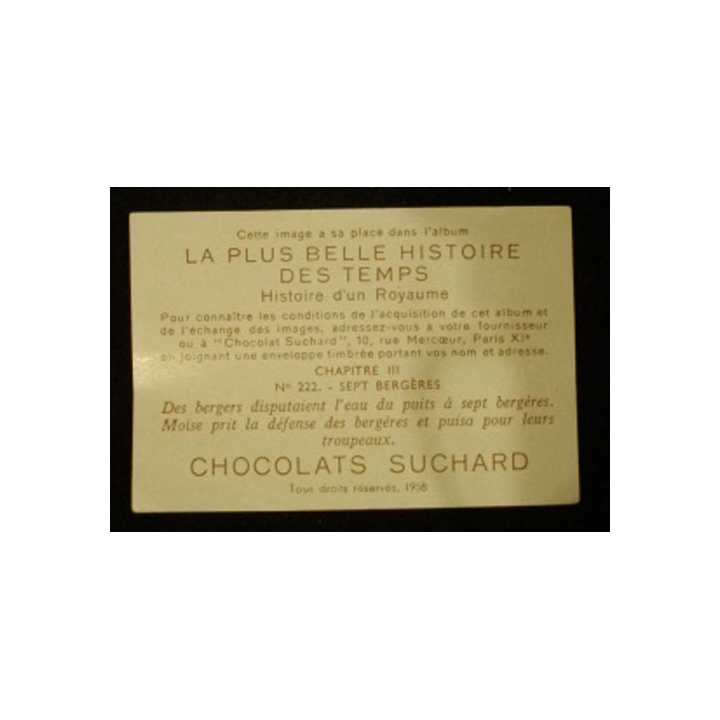 Cette image a sa place dans l'album
LA PLUS BELLE HISTOIRE
DES TEMPS
Histoire d'un Royaume
Pour connaître les conditions de l'acquisition de cet album et
de l'échange des images, adressez-vous à votre fournisseur
ou à "Chocolat Suchard", 10, rue Mercœur, Paris XIe
en joignant une enveloppe timbrée portant vos nom et adresse.
CHAPITRE III
No 222. - SEPT BERGÈRES
Des bergers disputaient l'eau du puits à sept bergères.
Moïse prit la défense des bergères et puisa pour leurs
troupeaux.
CHOCOLATS SUCHARD
Tous droits réservés, 1958